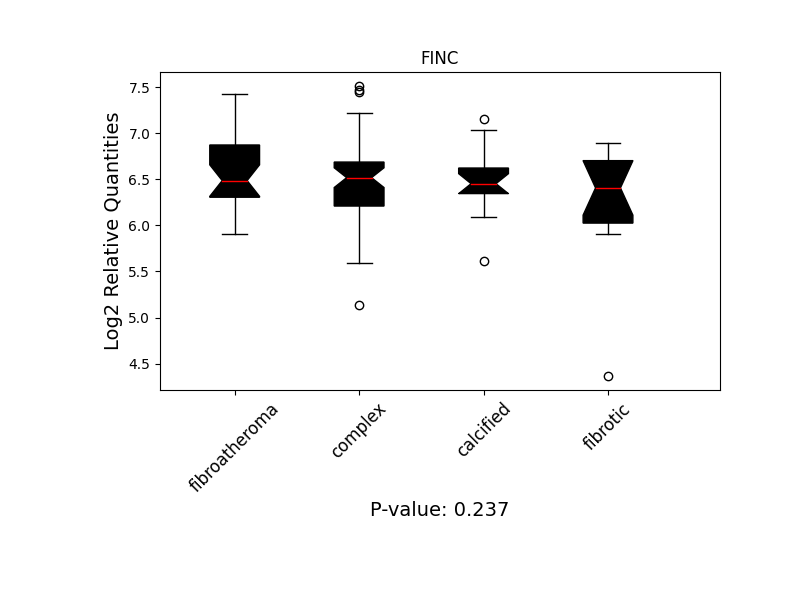 FINC
Log2 Relative Quantities
7.5
7.0
6.5
6.0
5.5
5.0
4.5
fibroatheroma
complex
calcified
fibrotic
P-value: 0.237